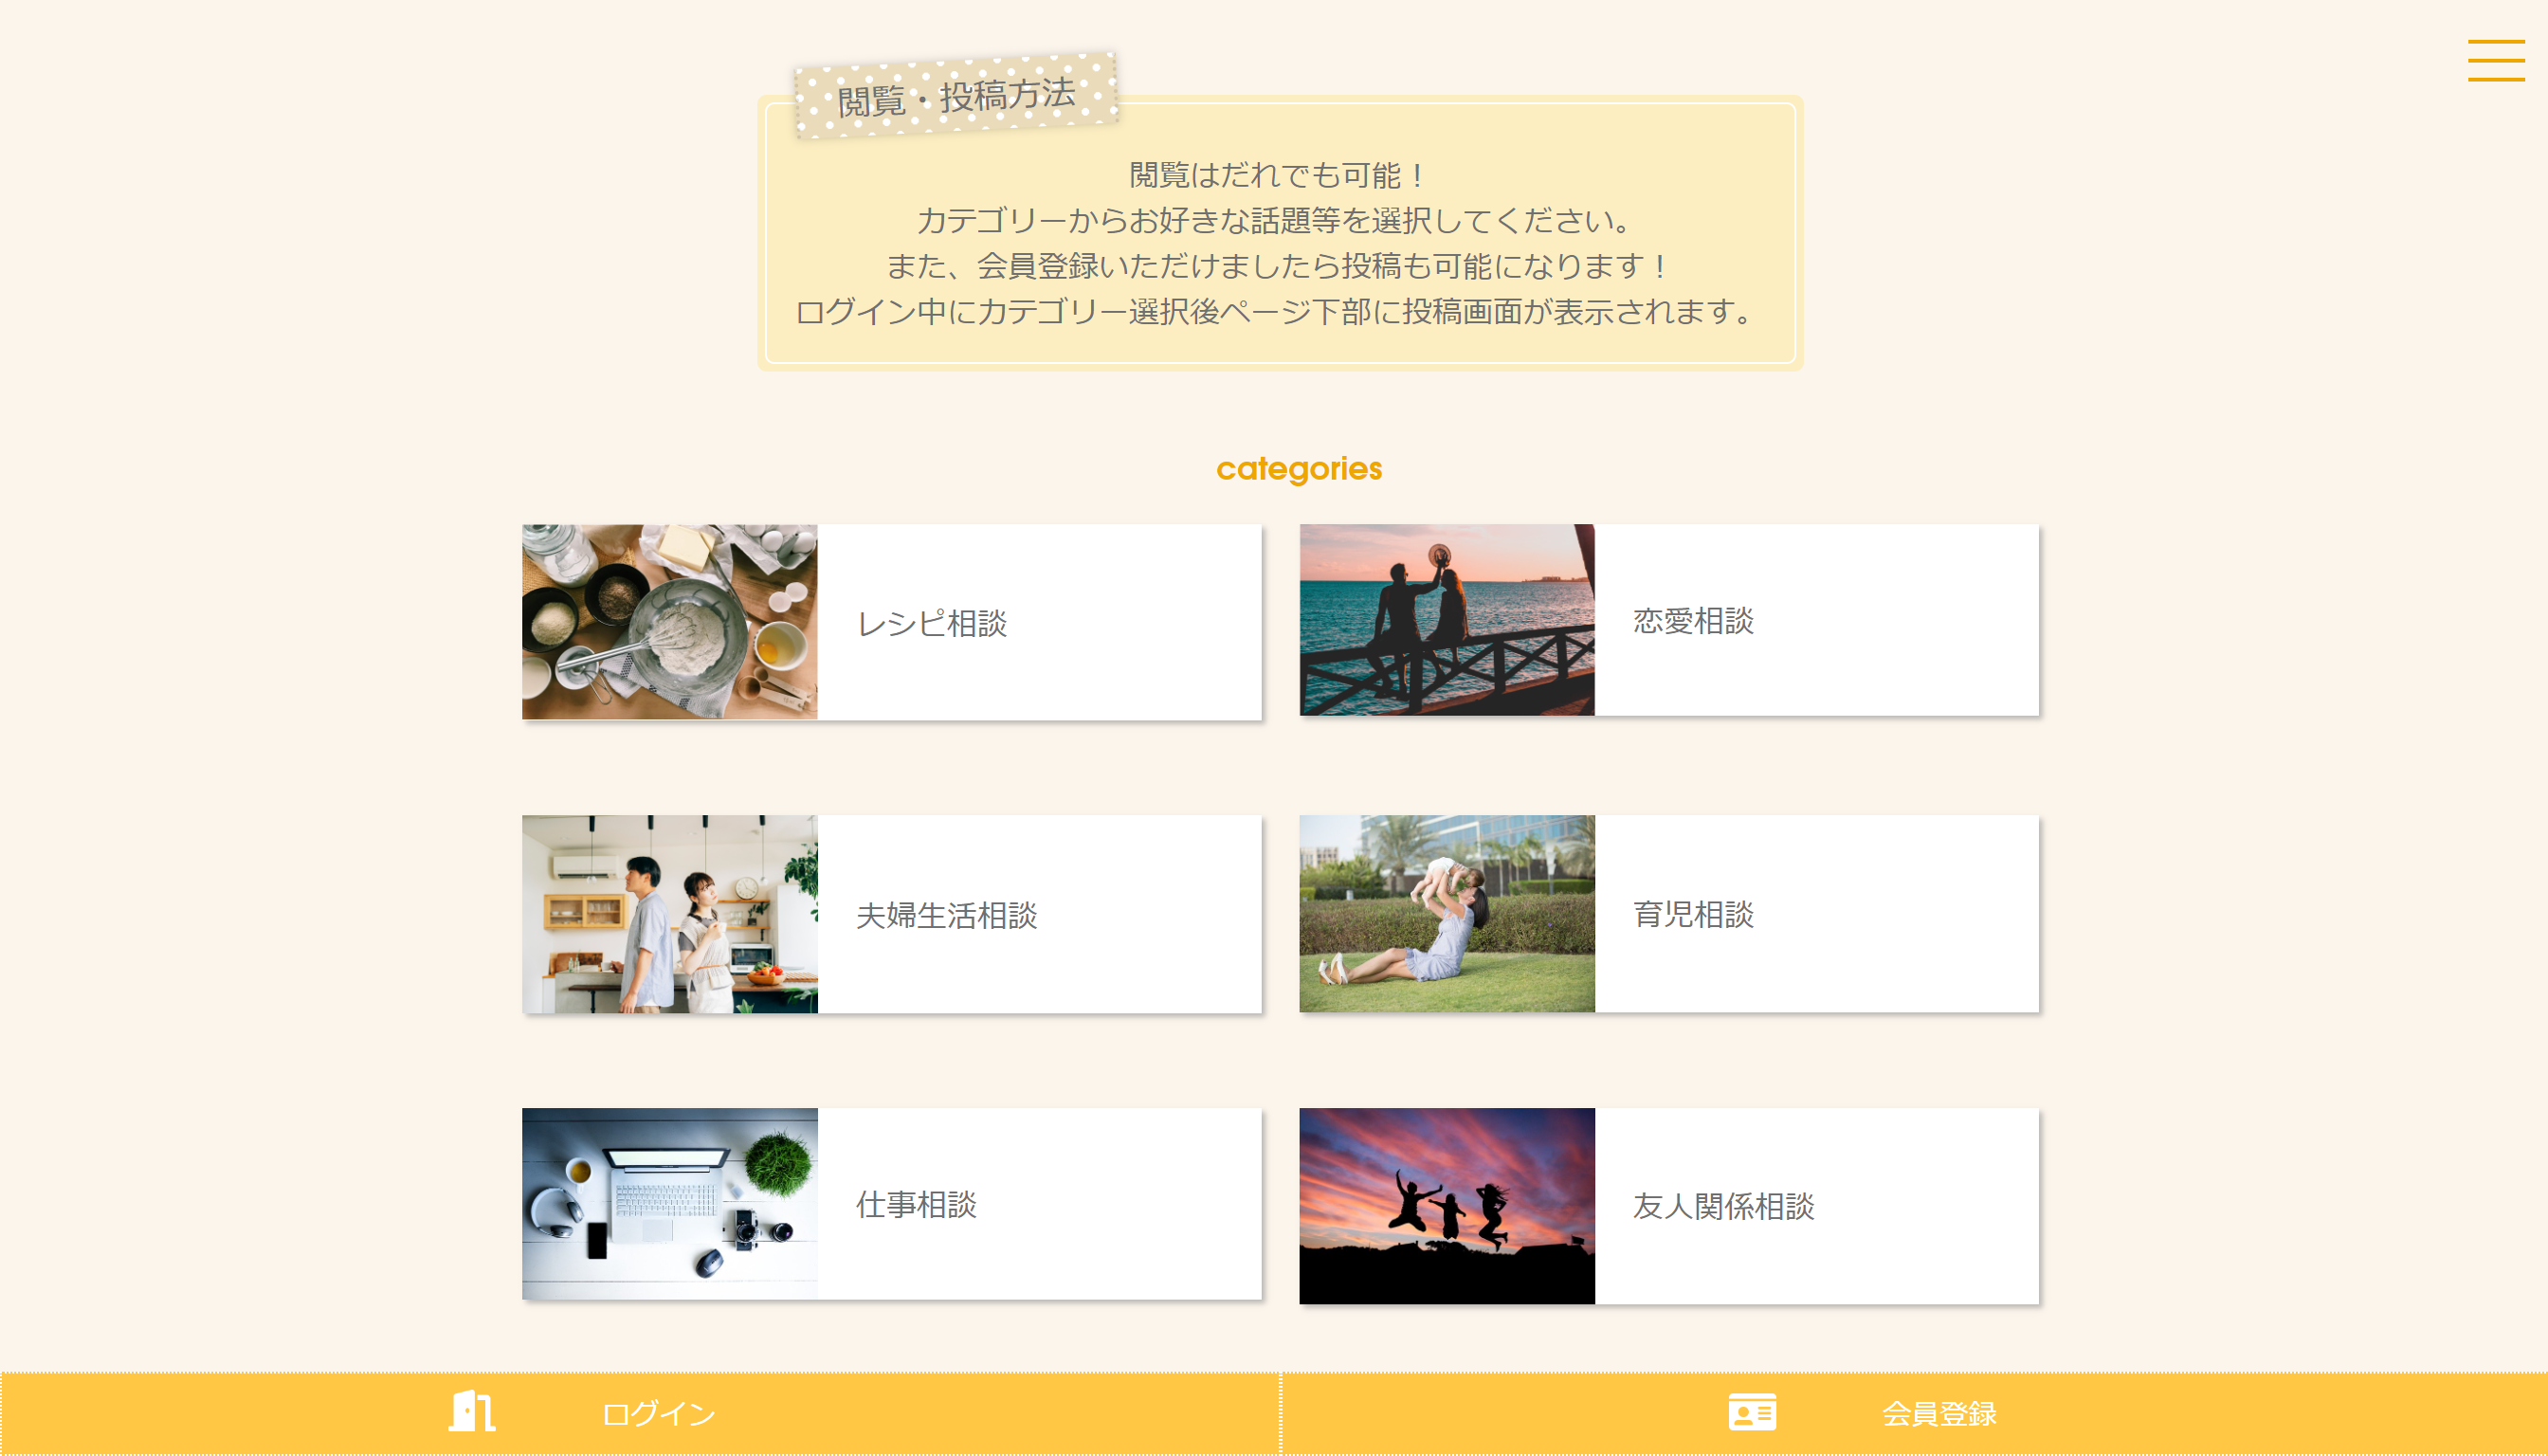 閲覧・投稿方法
閲覧はだれでも可能！
カテゴリーからお好きな話題等を選択してください。
また、会員登録いただけましたら投稿も可能になります！
ログイン中にカテゴリー選択後ページ下部に投稿画面が表示されます。
categories
レシピ相談
恋愛相談
夫婦生活相談
育児相談
仕事相談
友人関係相談
ログイン
会員登録